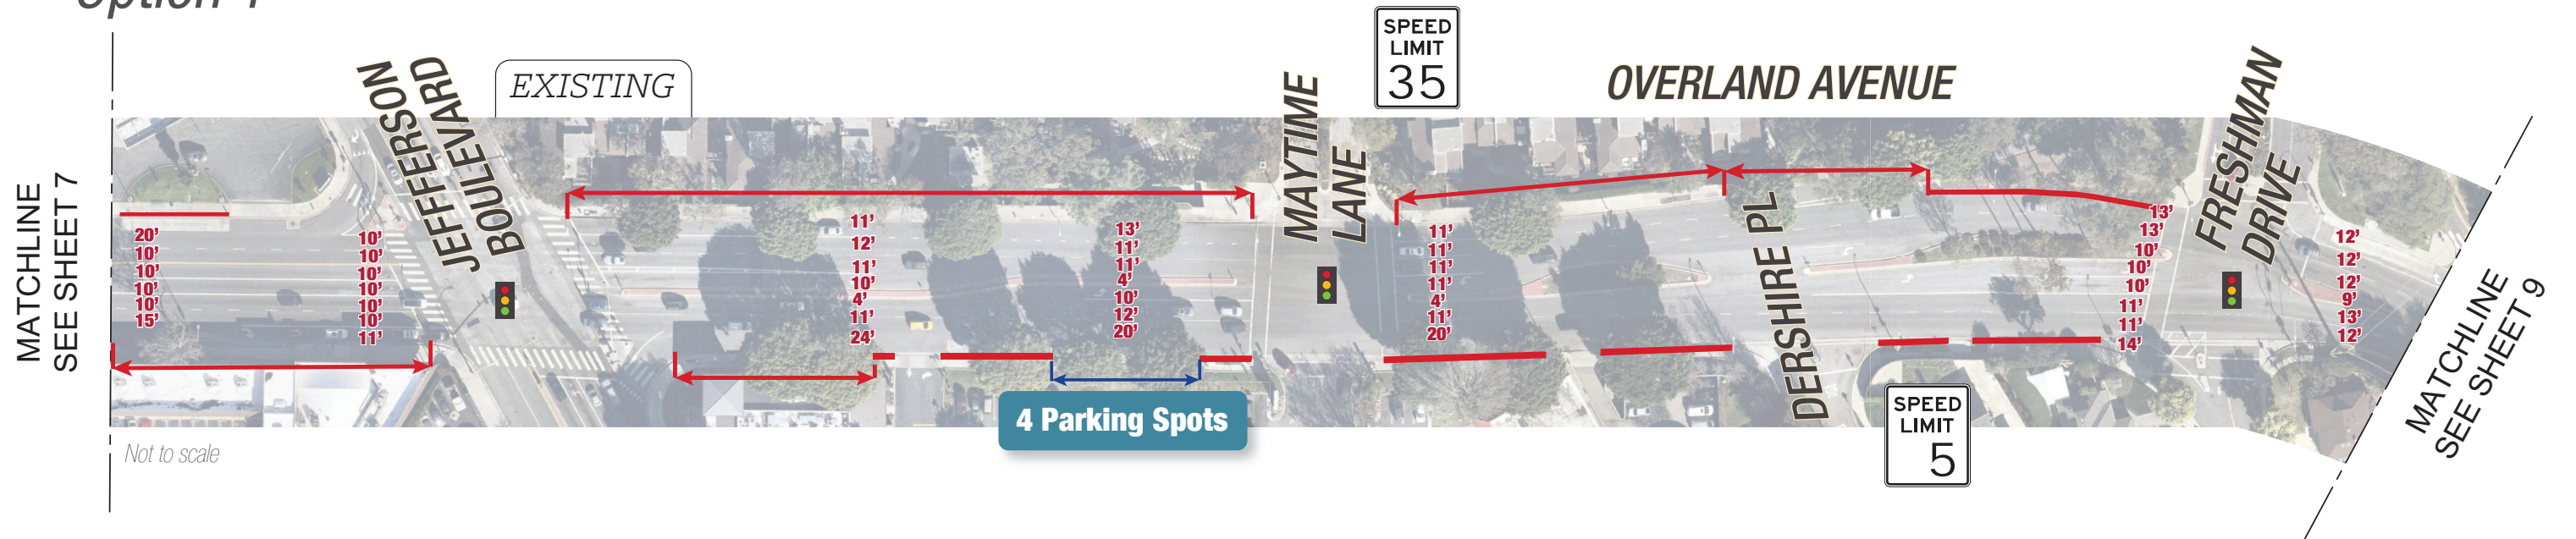 Option 1
EXISTING
SPEED
LIMIT
35
OVERLAND AVENUE
MATCHLINE
SEE SHEET 7
JEFFERSON
BOULEVARD
MAYTIME
LANE
DERSHIRE PL
FRESHMAN
DRIVE
20'
10'
10'
10'
10'
15'
10'
10'
10'
10'
10'
10'
11'
11'
12'
11'
10'
4'
11'
24'
13'
11'
11'
4'
10'
12'
20'
11'
11'
11'
11'
4'
11'
20'
13'
13'
10'
10'
10'
11'
11'
14'
12'
12'
12'
9'
13'
12'
4 Parking Spots
SPEED
LIMIT
5
MATCHLINE
SEE SHEET 9
Not to scale